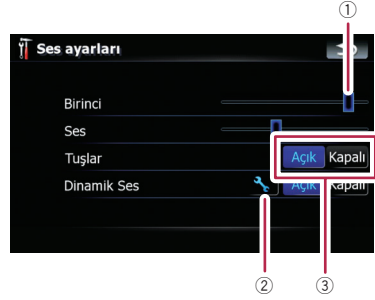 ①
Ses ayarları
Birinci
Ses
Tuşlar Açık Kapalı
Dinamik Ses Açık Kapalı
② ③